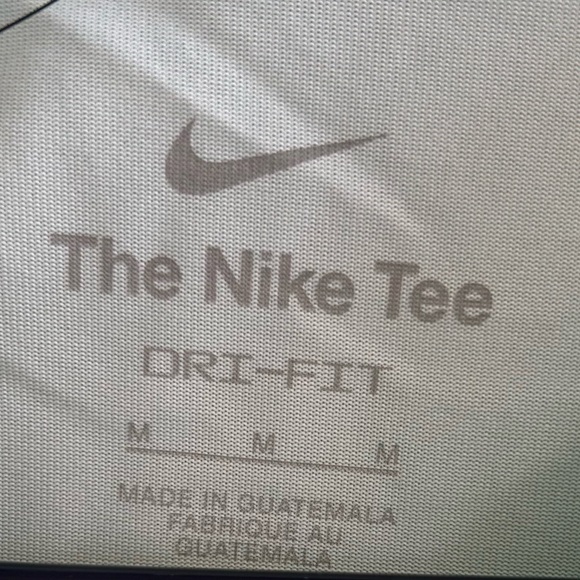 The Nike Tee
DRI-FIT
M M M
MADE IN GUATEMALA
FABRIQUE AU
GUATEMALA